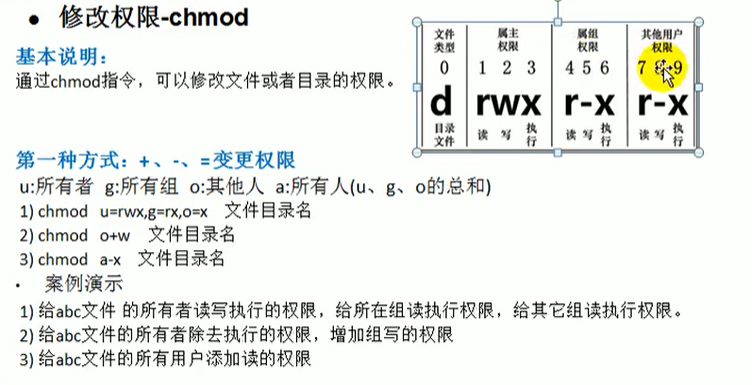 ● 修改权限-chmod
基本说明：
通过chmod指令，可以修改文件或者目录的权限。
文件类型 属主权限 属组权限 其他用户权限
0 1 2 3 4 5 6 7 8 9
d rwx r-x r-x
目录文件 读 写 执行 读 写 执行 读 写 执行
第一种方式：+、-、=变更权限
u:所有者 g:所有组 o:其他人 a:所有人(u、g、o的总和)
1) chmod u=rwx,g=rx,o=x 文件目录名
2) chmod o+w 文件目录名
3) chmod a-x 文件目录名
• 案例演示
1) 给abc文件 的所有者读写执行的权限，给所在组读执行权限，给其它组读执行权限。
2) 给abc文件的所有者除去执行的权限，增加组写的权限
3) 给abc文件的所有用户添加读的权限